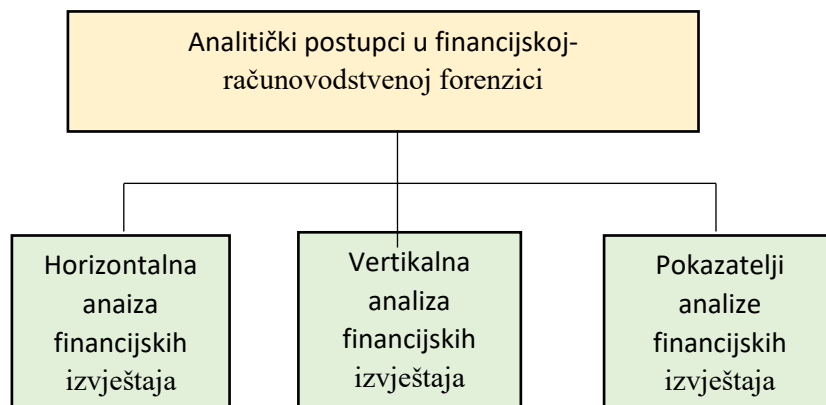 Analitički postupci u financijskoj-
računovodstvenoj forenzici
Horizontalna
anaiza
financijskih
izvještaja
Vertikalna
analiza
financijskih
izvještaja
Pokazatelji
analize
financijskih
izvještaja